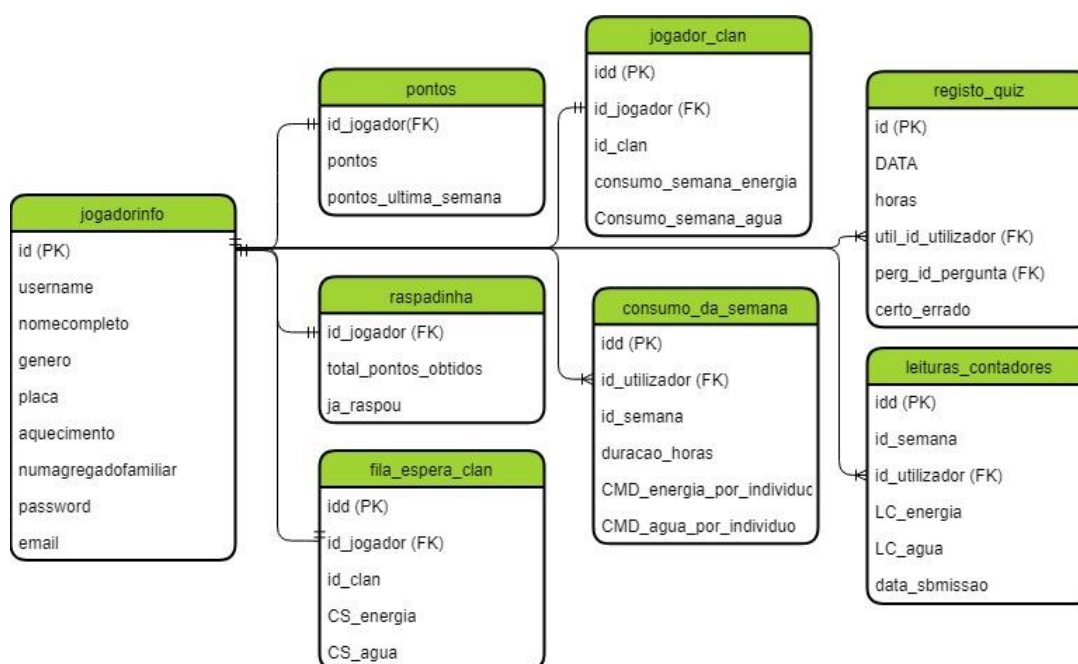 jogadorinfo
id (PK)
username
nomecompleto
genero
placa
aquecimento
numagregadofamiliar
password
email
pontos
id_jogador(FK)
pontos
pontos_ultima_semana
raspadinha
id_jogador (FK)
total_pontos_obtidos
ja_raspou
fila_espera_clan
idd (PK)
id_jogador (FK)
id_clan
CS_energia
CS_agua
jogador_clan
idd (PK)
id_jogador (FK)
id_clan
consumo_semana_energia
Consumo_semana_agua
consumo_da_semana
idd (PK)
id_utilizador (FK)
id_semana
duracao_horas
CMD_energia_por_individuc
CMD_agua_por_individuo
registo_quiz
id (PK)
DATA
horas
util_id_utilizador (FK)
perg_id_pergunta (FK)
certo_errado
leituras_contadores
idd (PK)
id_semana
id_utilizador (FK)
LC_energia
LC_agua
data_sbmissao